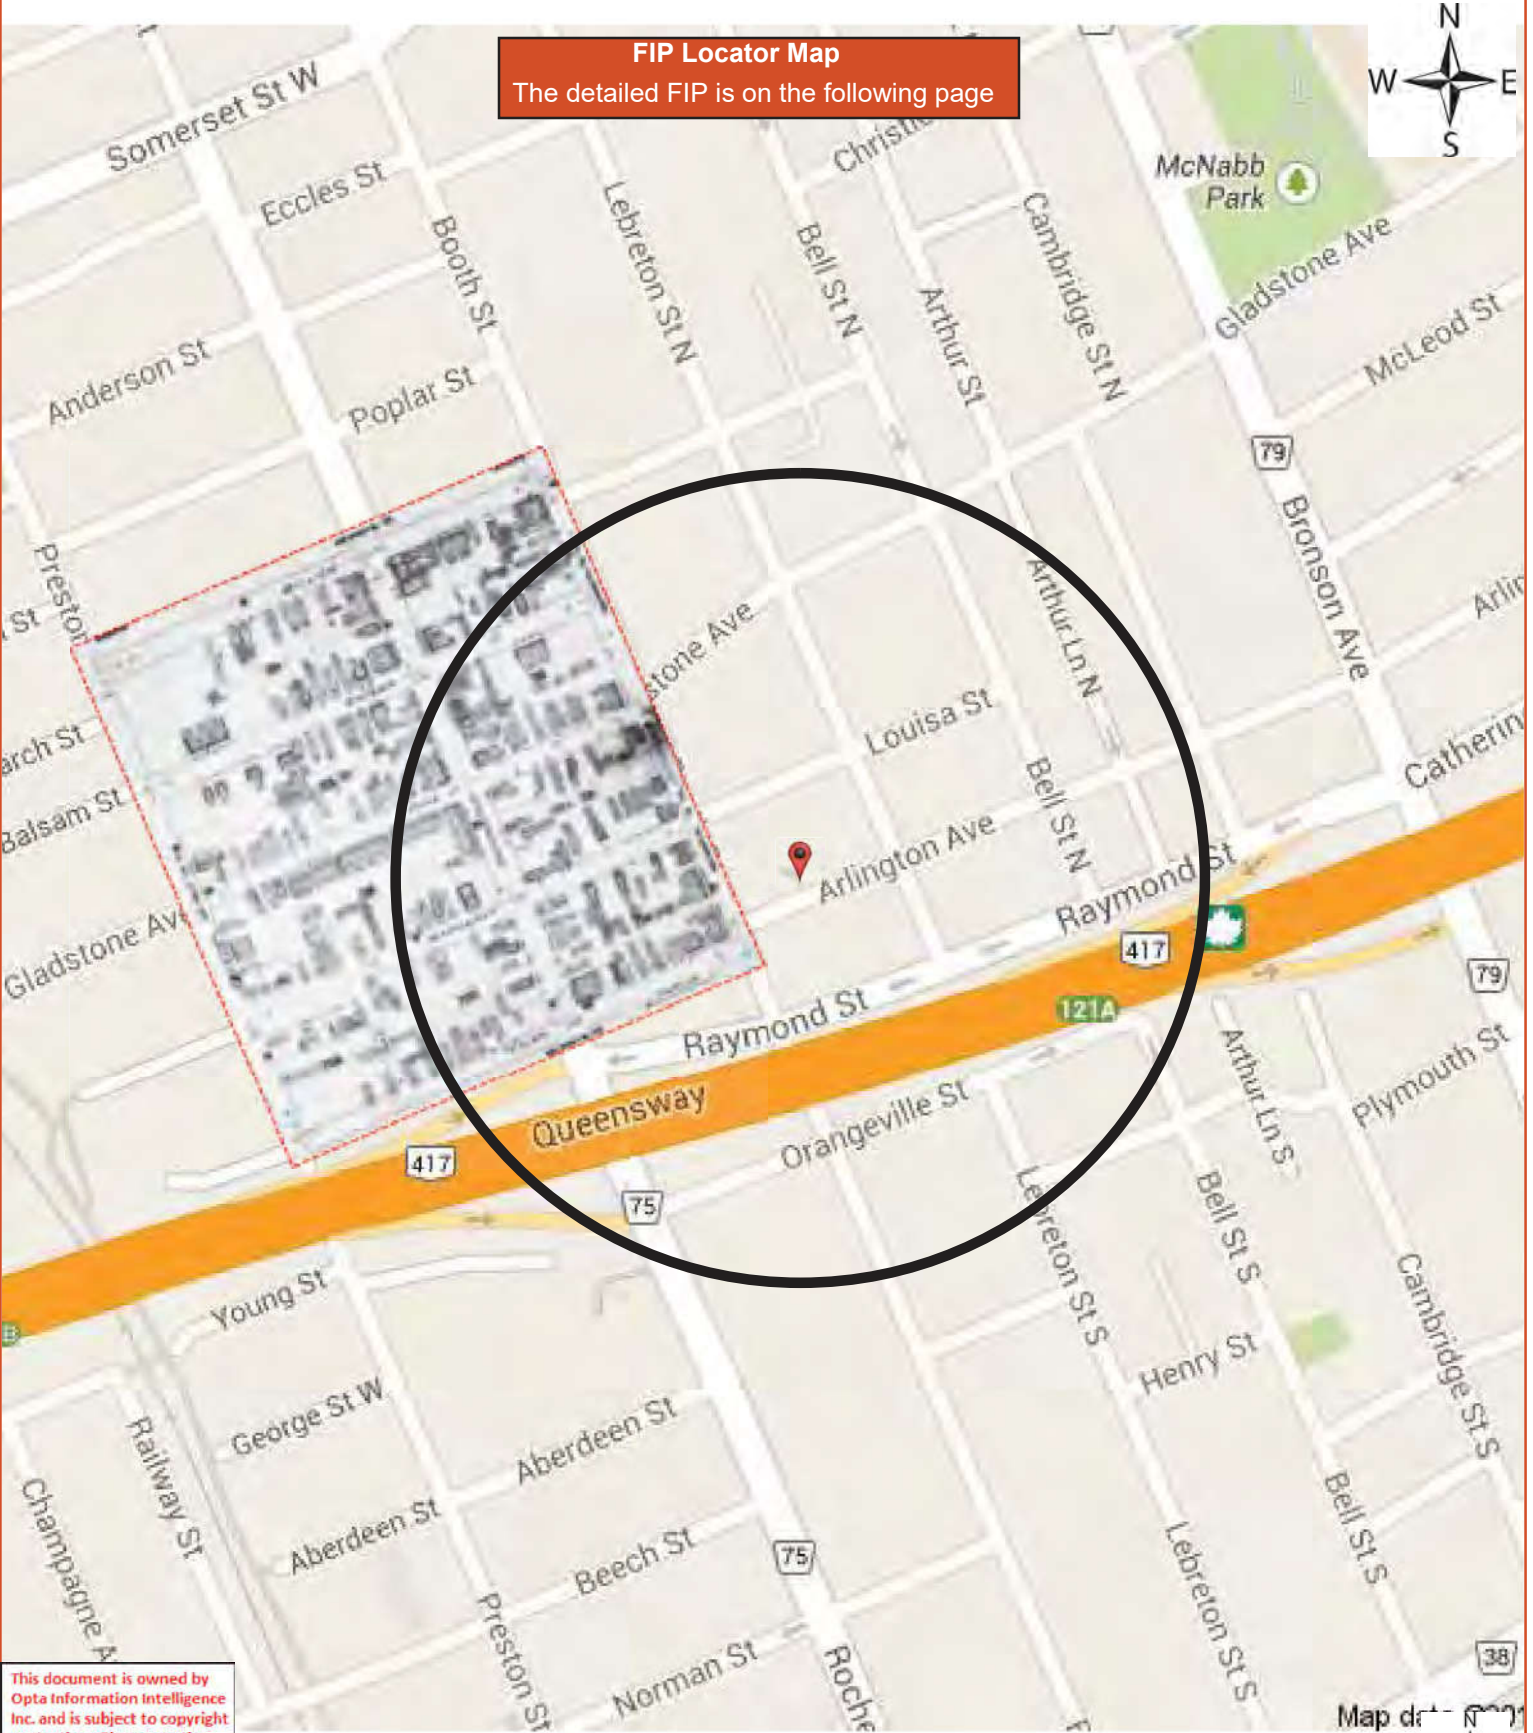 N
W E
S
FIP Locator Map
The detailed FIP is on the following page
Somerset St W
Eccles St
Booth St
Lebreton St N
Bell St N
Christie
Cambridge St N
McNabb
Park
Gladstone Ave
McLeod St
Arthur St
Anderson St
Poplar St
79
Bronson Ave
Preston
St
Arthur Ln N
stone Ave
Louisa St
arch St
Balsam St
Catherin
Bell St N
Arlington Ave
Raymond St
Gladstone Ave
417
79
121A
Raymond St
Queensway
Orangeville St
Arthur Ln S
Plymouth St
417
75
Lebreton St S
Bell St S
Young St
Cambridge St S
Henry St
George St W
Aberdeen St
Railway St
Champagne A
Aberdeen St
Beech St
75
Bell St S
Lebreton St S
Preston St
Norman St
Roche
38
This document is owned by
Opta Information Intelligence
Inc. and is subject to copyright
Map dat
N